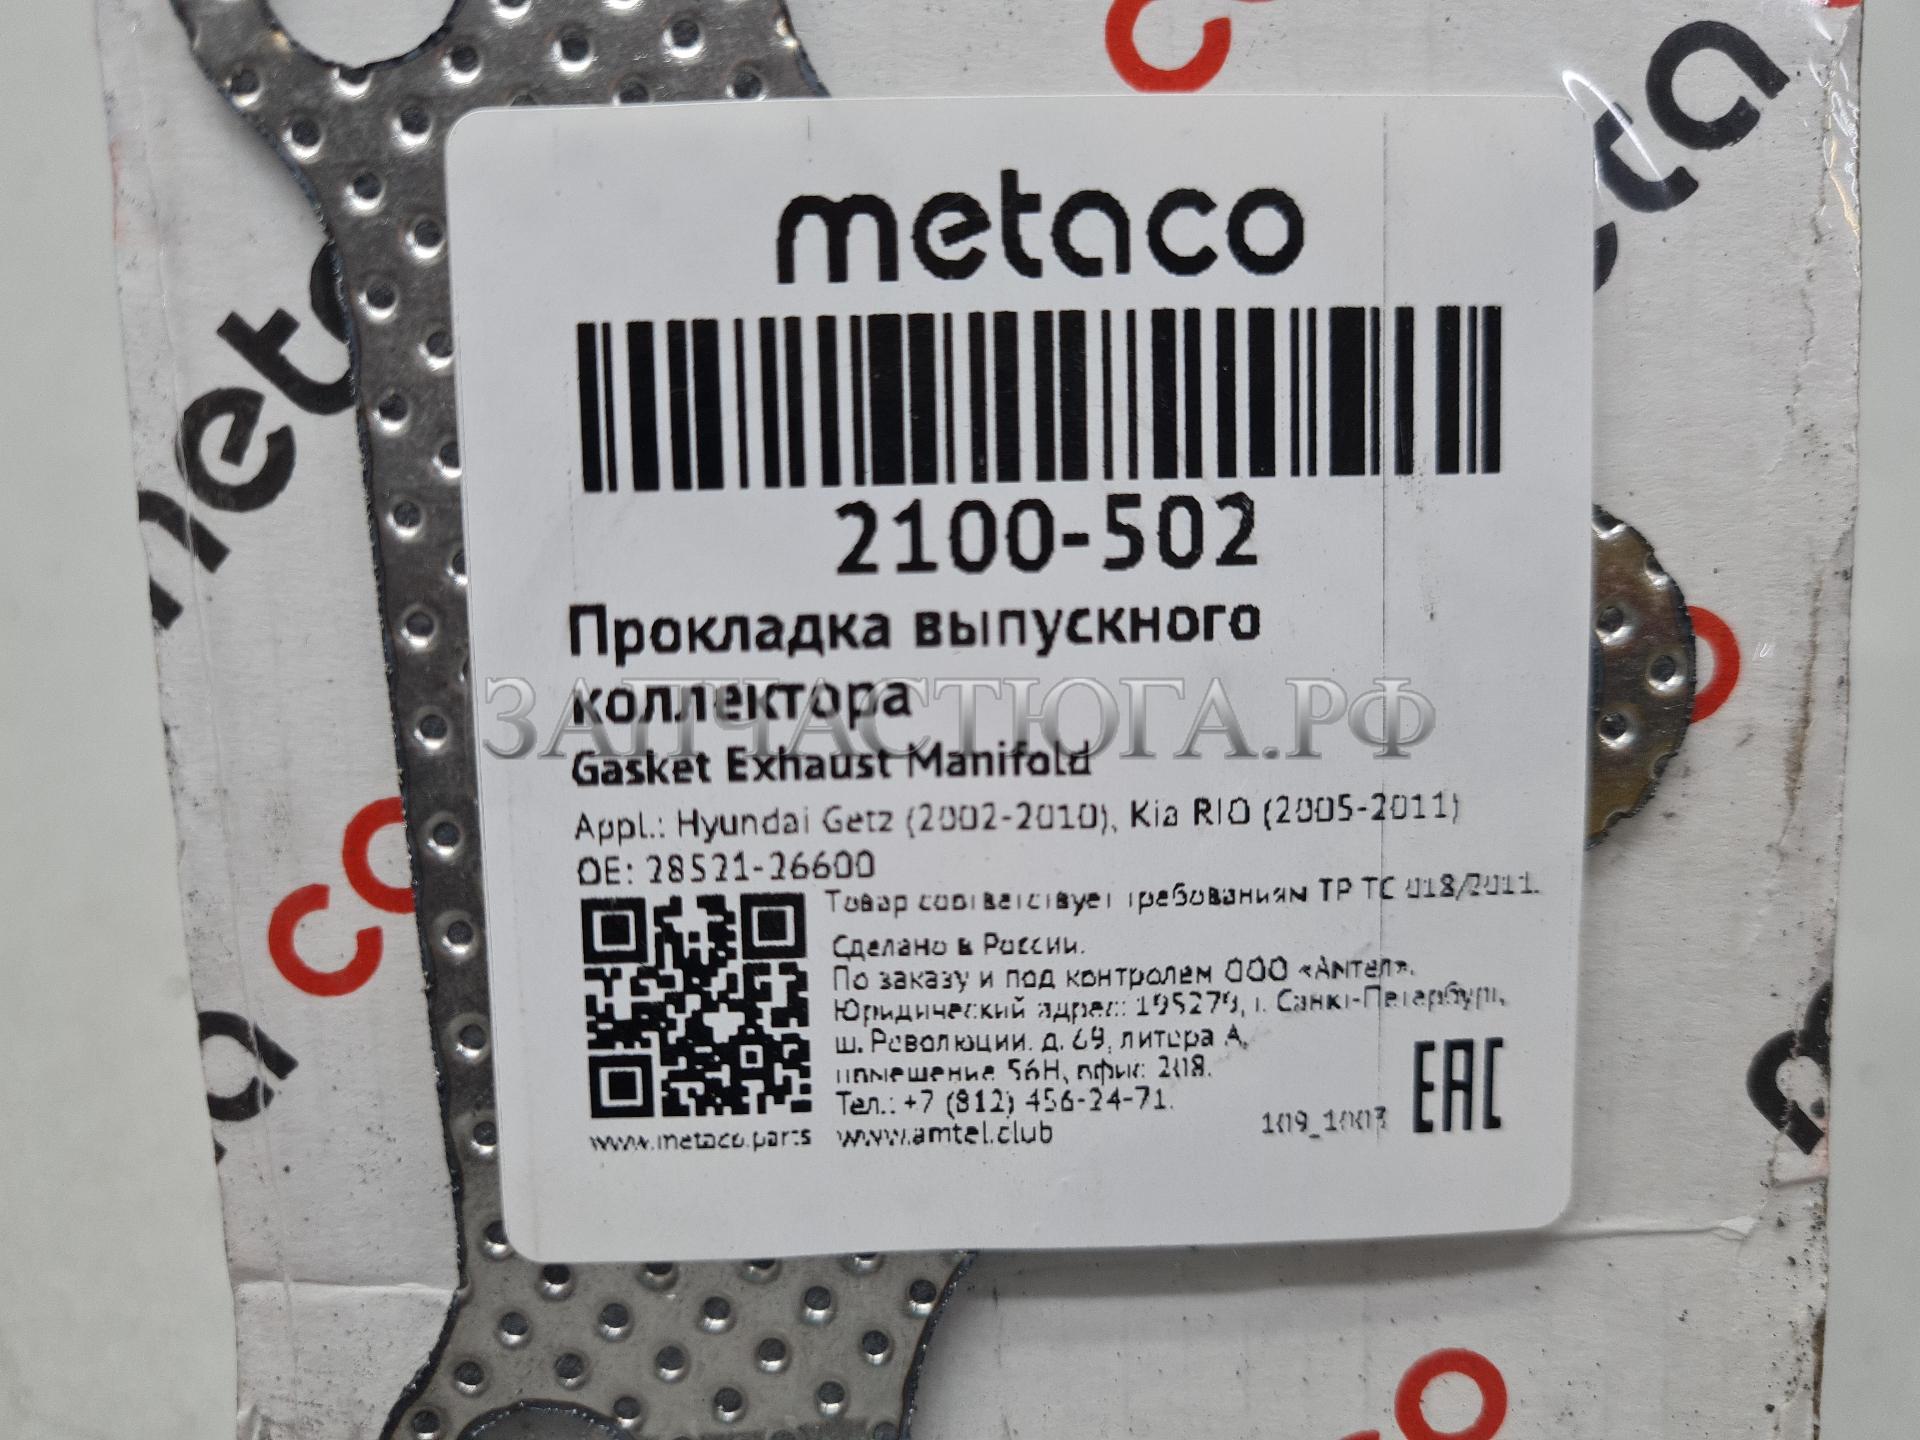 metaco
2100-502
Прокладка выпускного
коллектора
ЗАПЧАСТЮГА.РФ
Gasket Exhaust Manifold
Appl.: Hyundai Getz (2002-2010), Kia RIO (2005-2011)
OE: 28521-26600
Товар соответствует требованиям ТР ТС 018/2011.
Сделано в России.
По заказу и под контролем ООО «Амтел».
Юридический адрес: 195279, г. Санкт-Петербург,
ш. Революции, д. 69, литера А,
помещение 56Н, офис 208.
Тел.: +7 (812) 456-24-71.
www.metaco.parts www.amtel.club
109_1003
EAC